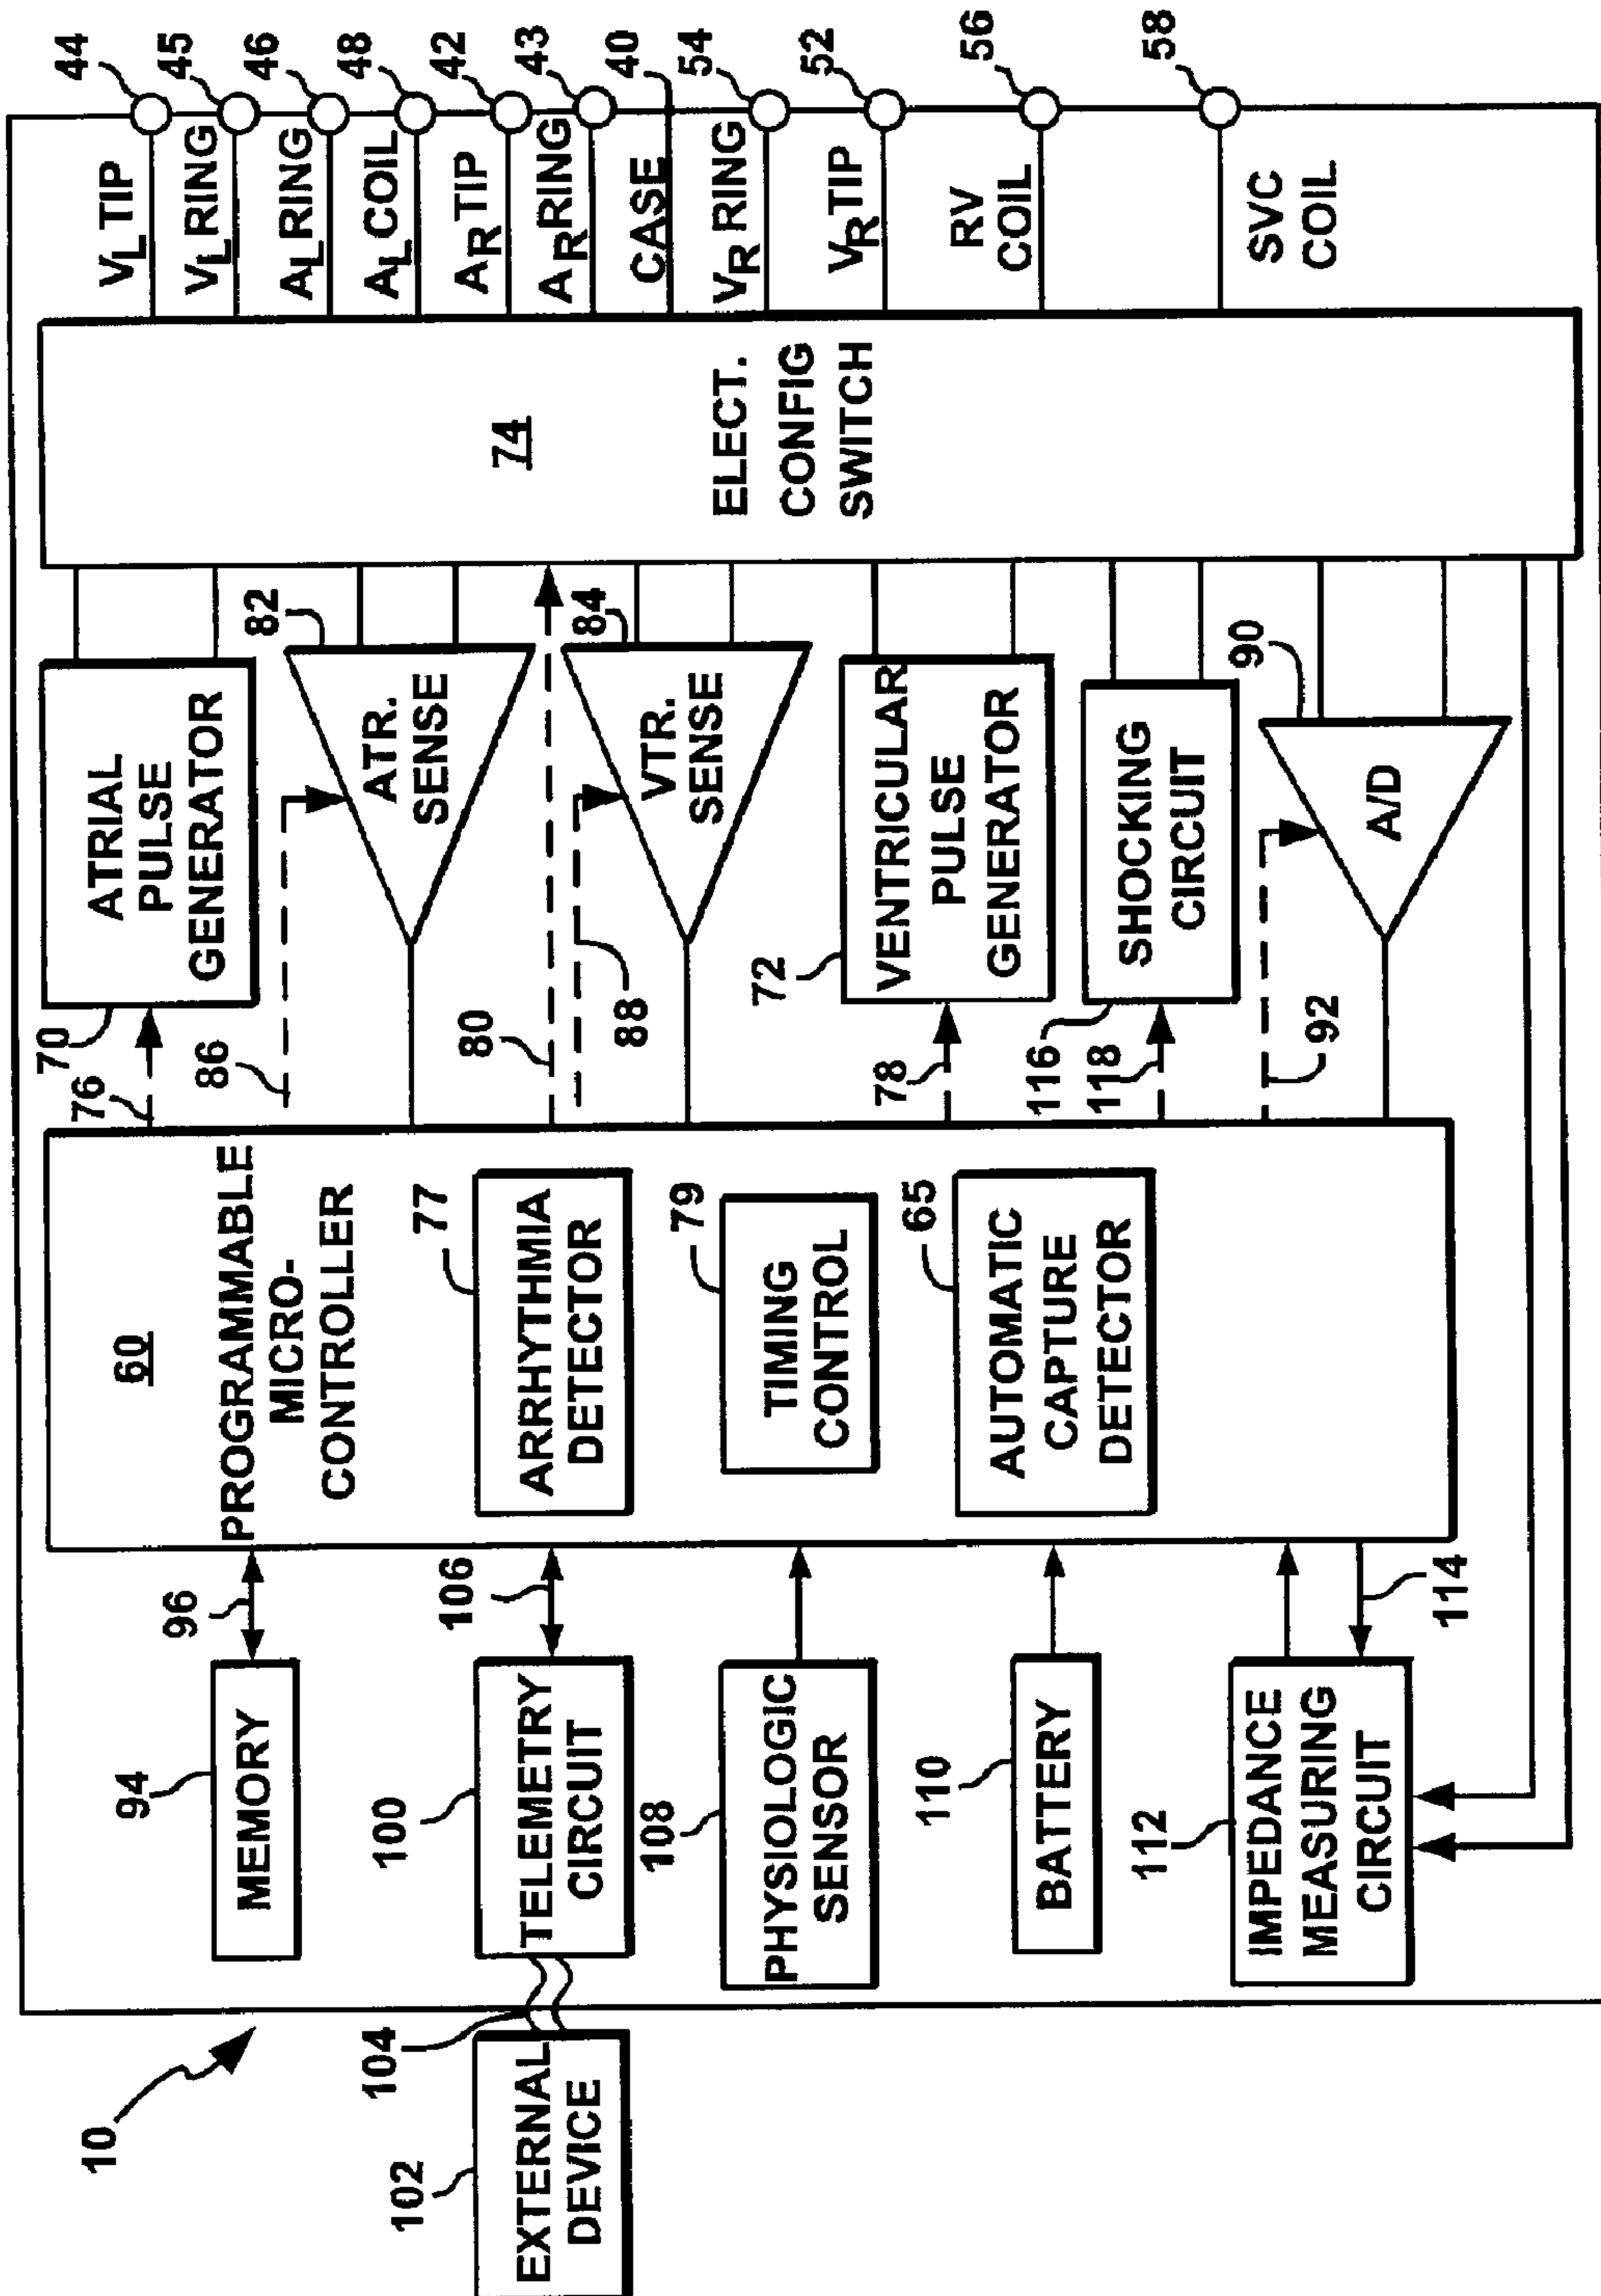 10
102
EXTERNAL
DEVICE
104
94
MEMORY
96
100
TELEMETRY
CIRCUIT
106
108
PHYSIOLOGIC
SENSOR
110
BATTERY
112
IMPEDANCE
MEASURING
CIRCUIT
114
60
PROGRAMMABLE
MICRO-
CONTROLLER
77
ARRHYTHMIA
DETECTOR
79
TIMING
CONTROL
65
AUTOMATIC
CAPTURE
DETECTOR
70
76
ATRIAL
PULSE
GENERATOR
86
82
ATR.
SENSE
80
88
84
VTR.
SENSE
72
78
VENTRICULAR
PULSE
GENERATOR
116
118
SHOCKING
CIRCUIT
92
90
A/D
74
ELECT.
CONFIG
SWITCH
VL TIP 44
VL RING 45
AL RING 46
AL COIL 48
AR TIP 42
AR RING 43
CASE 40
VR RING 54
VR TIP 52
RV
COIL 56
SVC
COIL 58